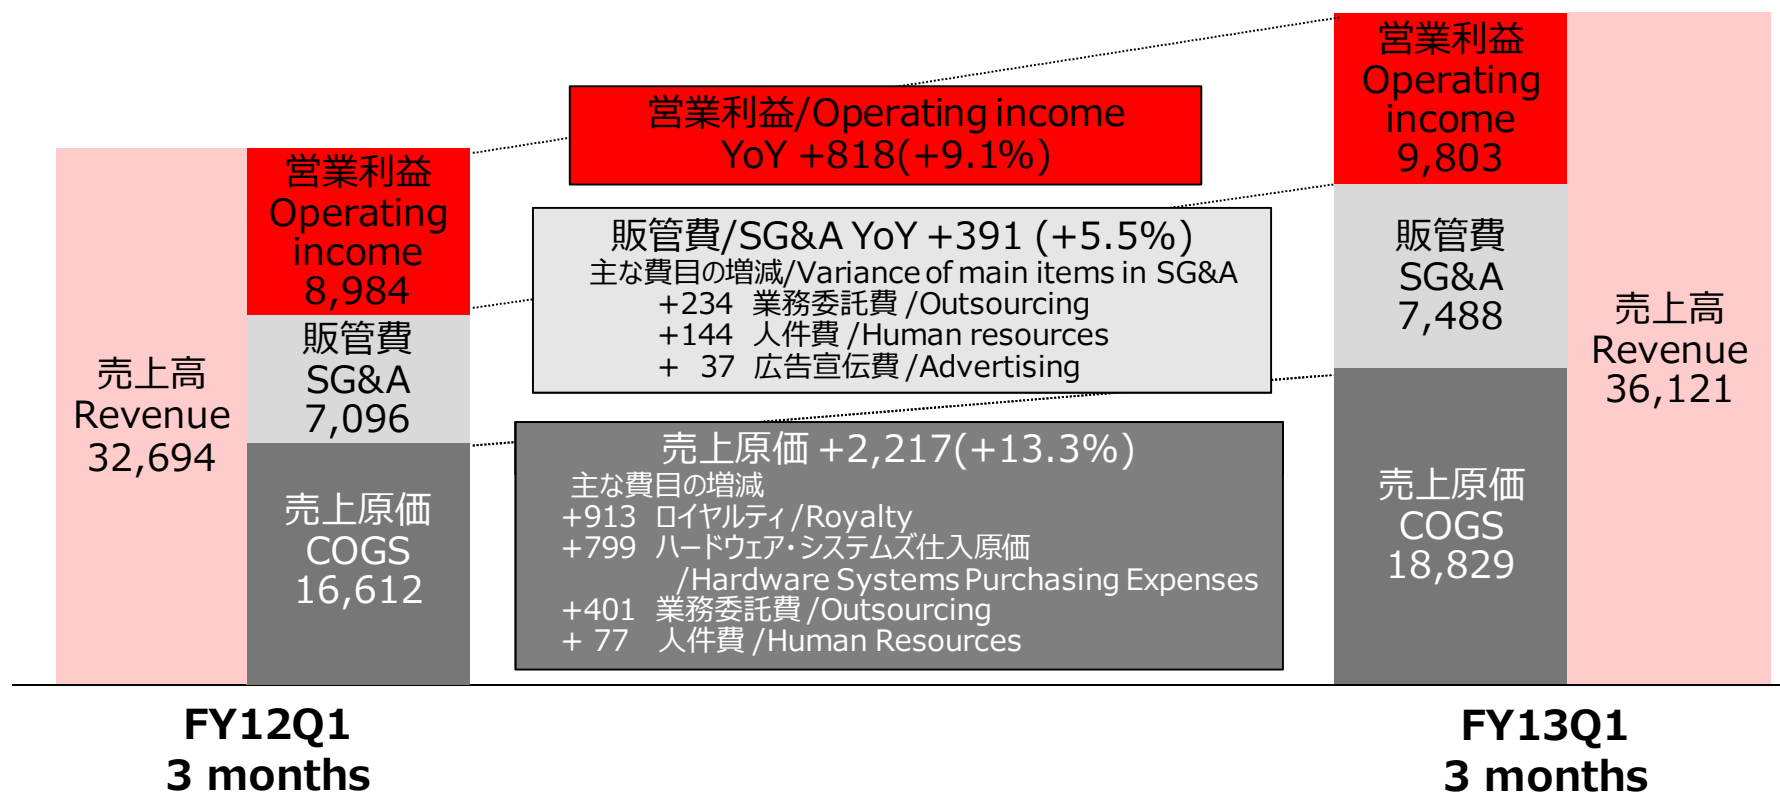 売上高
Revenue
32,694
営業利益
Operating
income
8,984
販管費
SG&A
7,096
売上原価
COGS
16,612
営業利益/Operating income
YoY +818(+9.1%)
販管費/SG&A YoY +391 (+5.5%)
主な費目の増減/Variance of main items in SG&A
+234 業務委託費/Outsourcing
+144 人件費/Human resources
+ 37 広告宣伝費/Advertising
売上原価 +2,217(+13.3%)
主な費目の増減
+913 ロイヤルティ/Royalty
+799 ハードウェア・システムズ仕入原価
/Hardware Systems Purchasing Expenses
+401 業務委託費/Outsourcing
+ 77 人件費/Human Resources
営業利益
Operating
income
9,803
販管費
SG&A
7,488
売上原価
COGS
18,829
売上高
Revenue
36,121
FY12Q1
3 months
FY13Q1
3 months